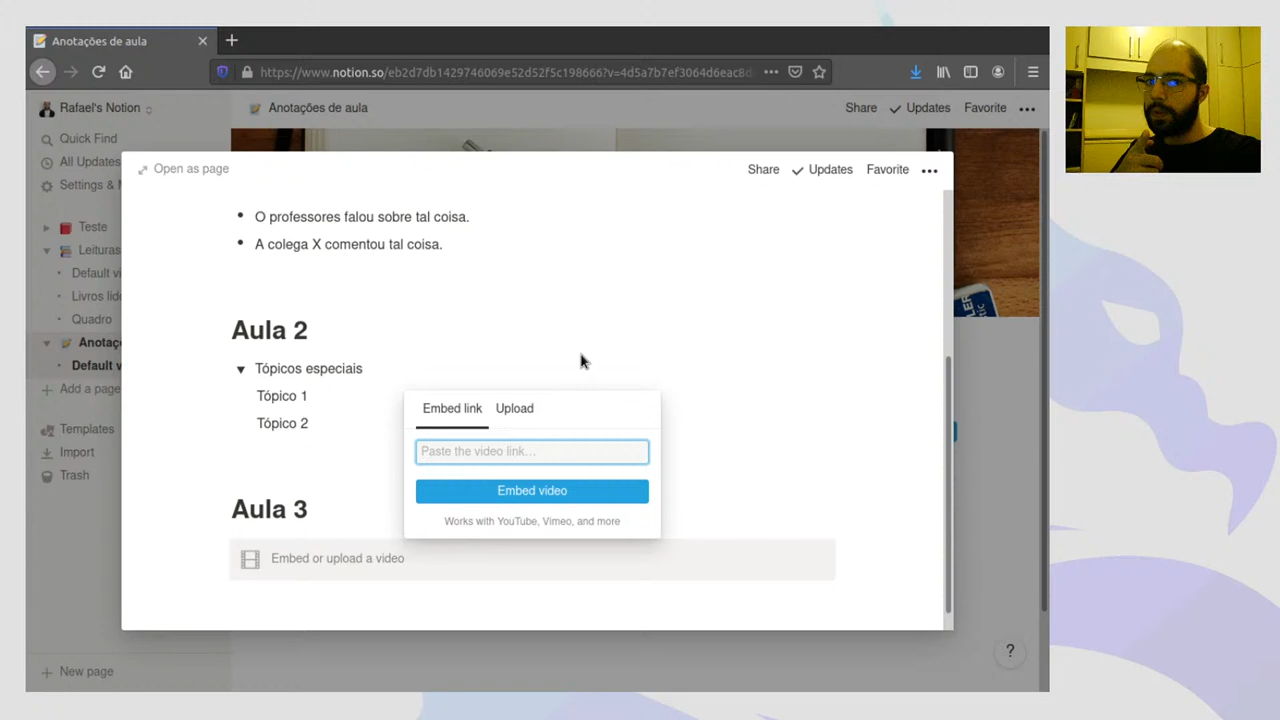 Anotações de aula
https://www.notion.so/eb2d7db1429746069e52d52f5c198666?v=4d5a7b7ef3064d6eac8d
Rafael's Notion
Anotações de aula
Share
Updates
Favorite
Quick Find
All Updates
Settings & M
Teste
Leituras
Default vi
Livros lido
Quadro
Anotaç
Default v
Add a page
Templates
Import
Trash
New page
Open as page
Share
Updates
Favorite
• O professores falou sobre tal coisa.
• A colega X comentou tal coisa.
Aula 2
Tópicos especiais
Tópico 1
Tópico 2
Embed link
Upload
Paste the video link...
Embed video
Works with YouTube, Vimeo, and more
Aula 3
Embed or upload a video
?